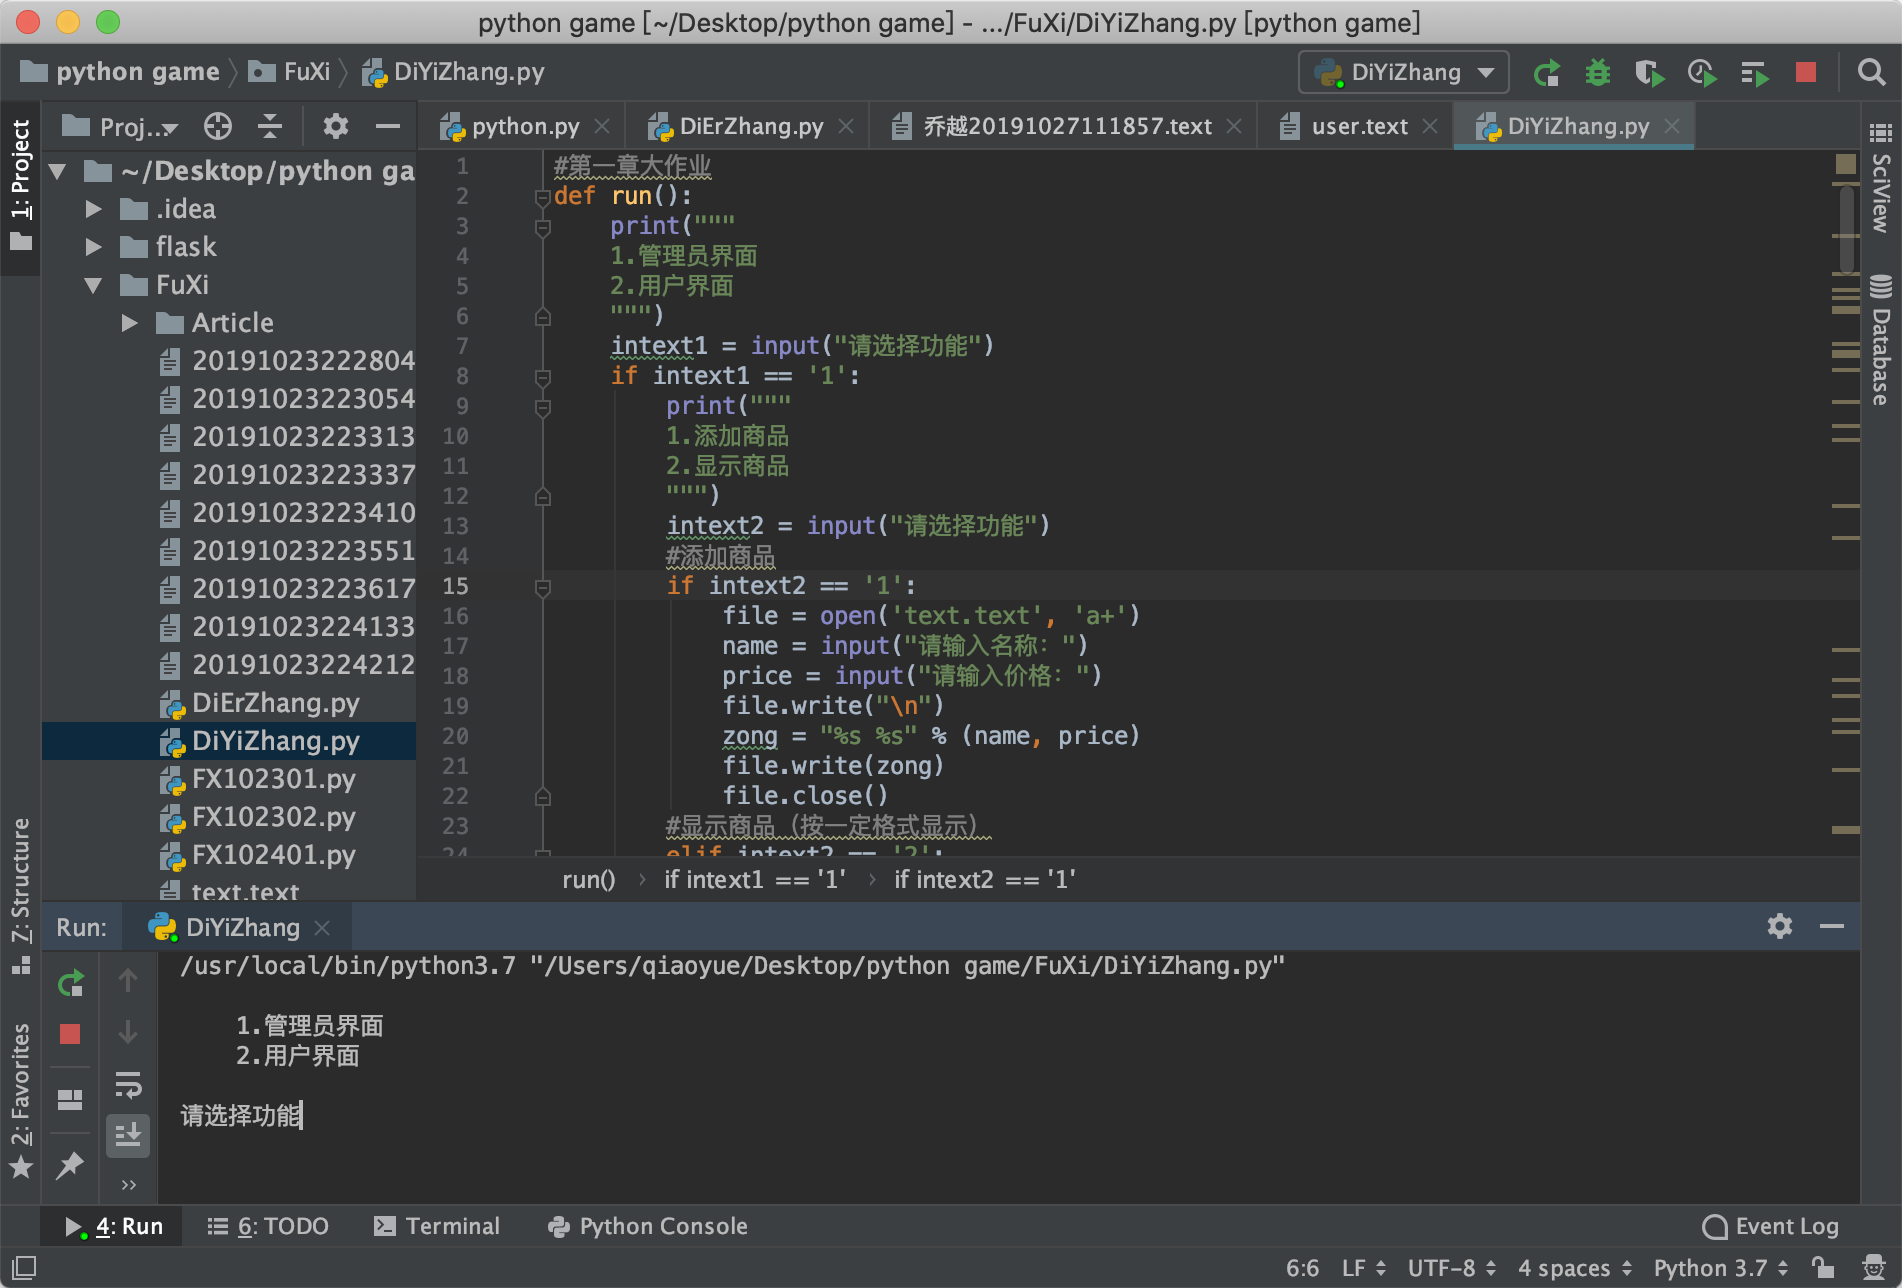 python game [~/Desktop/python game] - .../FuXi/DiYiZhang.py [python game]
python game FuXi DiYiZhang.py DiYiZhang
1: Project
Proj...
python.py DiErZhang.py 乔越20191027111857.text user.text DiYiZhang.py
~/Desktop/python ga
.idea
flask
FuXi
Article
20191023222804
20191023223054
20191023223313
20191023223337
20191023223410
20191023223551
20191023223617
20191023224133
20191023224212
DiErZhang.py
DiYiZhang.py
FX102301.py
FX102302.py
FX102401.py
text.text
1 #第一章大作业
2 def run():
3 print("""
4 1.管理员界面
5 2.用户界面
6 """)
7 intext1 = input("请选择功能")
8 if intext1 == '1':
9 print("""
10 1.添加商品
11 2.显示商品
12 """)
13 intext2 = input("请选择功能")
14 #添加商品
15 if intext2 == '1':
16 file = open('text.text', 'a+')
17 name = input("请输入名称：")
18 price = input("请输入价格：")
19 file.write("\n")
20 zong = "%s %s" % (name, price)
21 file.write(zong)
22 file.close()
23 #显示商品（按一定格式显示）
24 elif intext2 == '2':
run() › if intext1 == '1' › if intext2 == '1'
SciView
Database
7: Structure
2: Favorites
Run: DiYiZhang
/usr/local/bin/python3.7 "/Users/qiaoyue/Desktop/python game/FuXi/DiYiZhang.py"
1.管理员界面
2.用户界面
请选择功能
4: Run 6: TODO Terminal Python Console Event Log
6:6 LF UTF-8 4 spaces Python 3.7